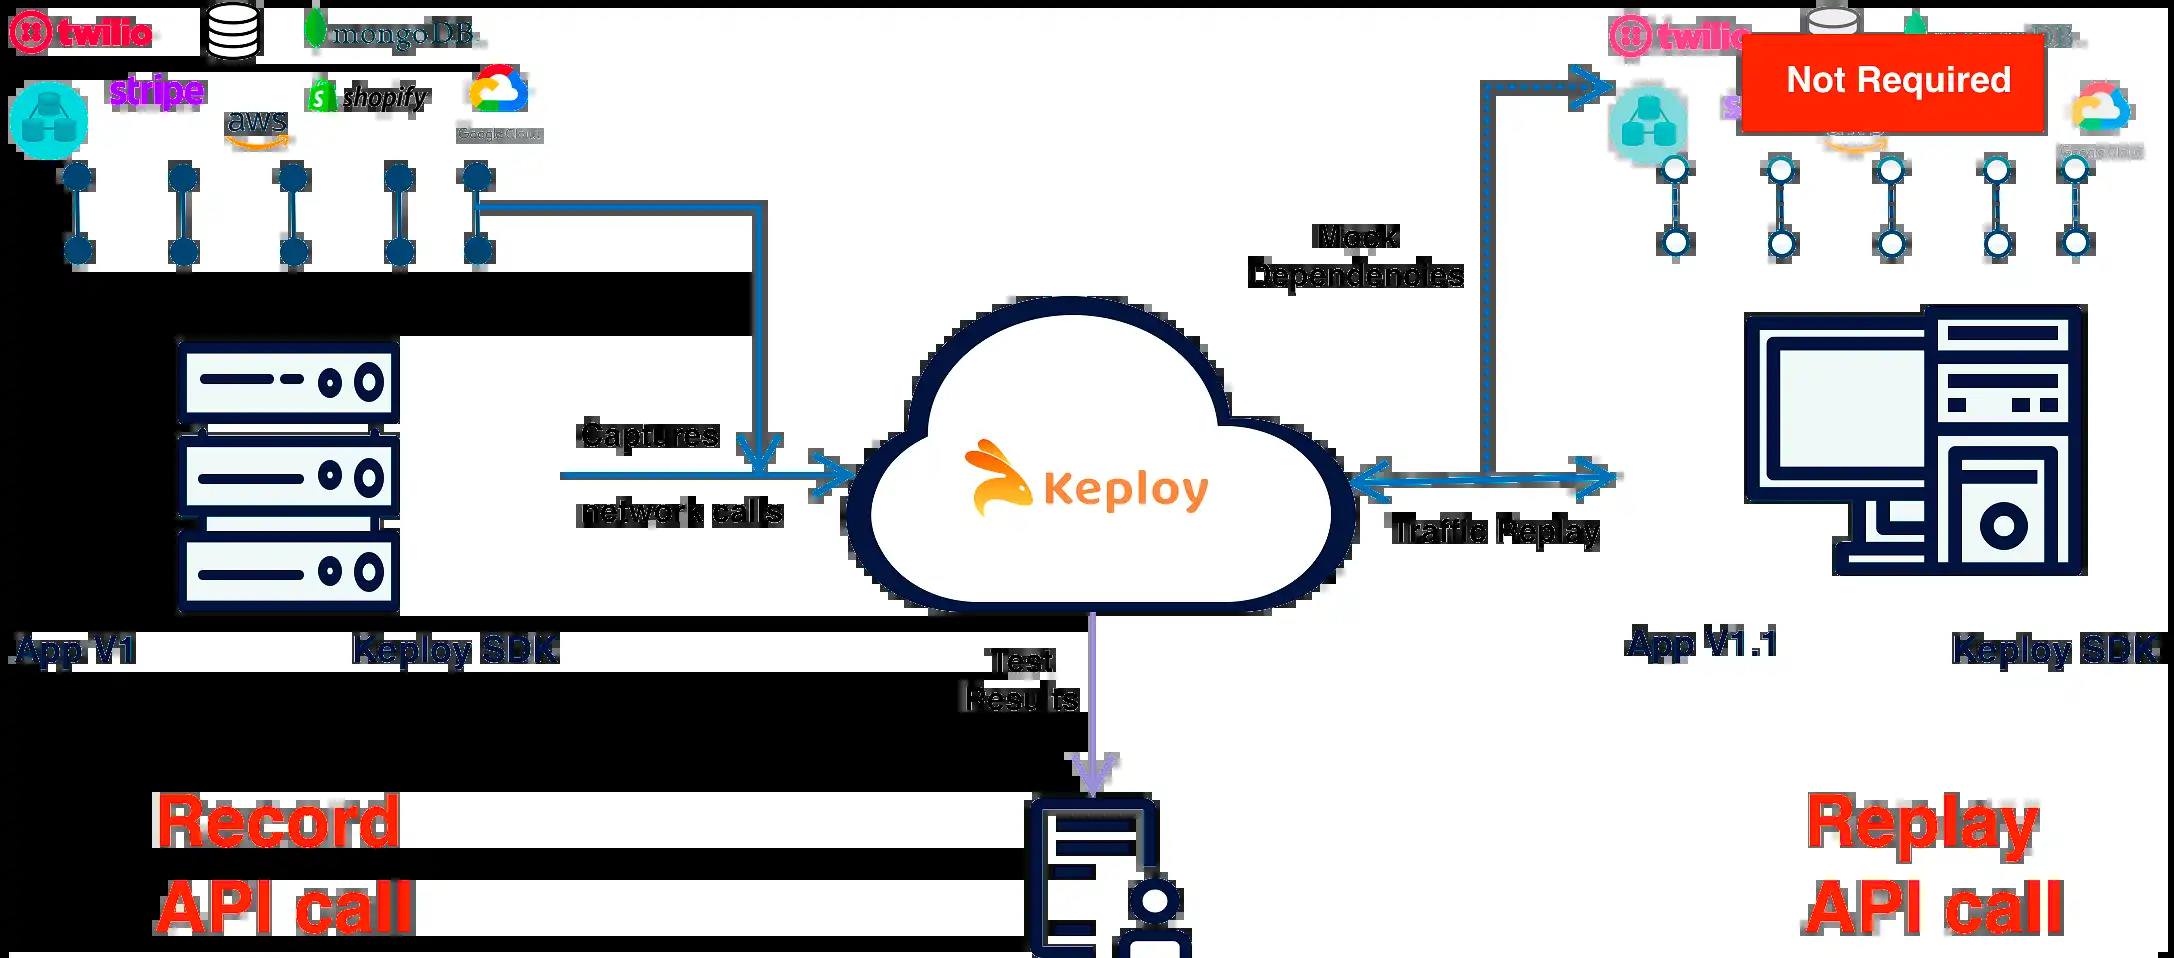 twilio
mongoDB.
stripe
shopify
aws
Google Cloud
twilio
Not Required
Google Cloud
Mock
Dependencies
Captures
network calls
Keploy
Traffic Replay
App V1
Keploy SDK
Test
Results
App V1.1
Keploy SDK
Record
API call
Replay
API call